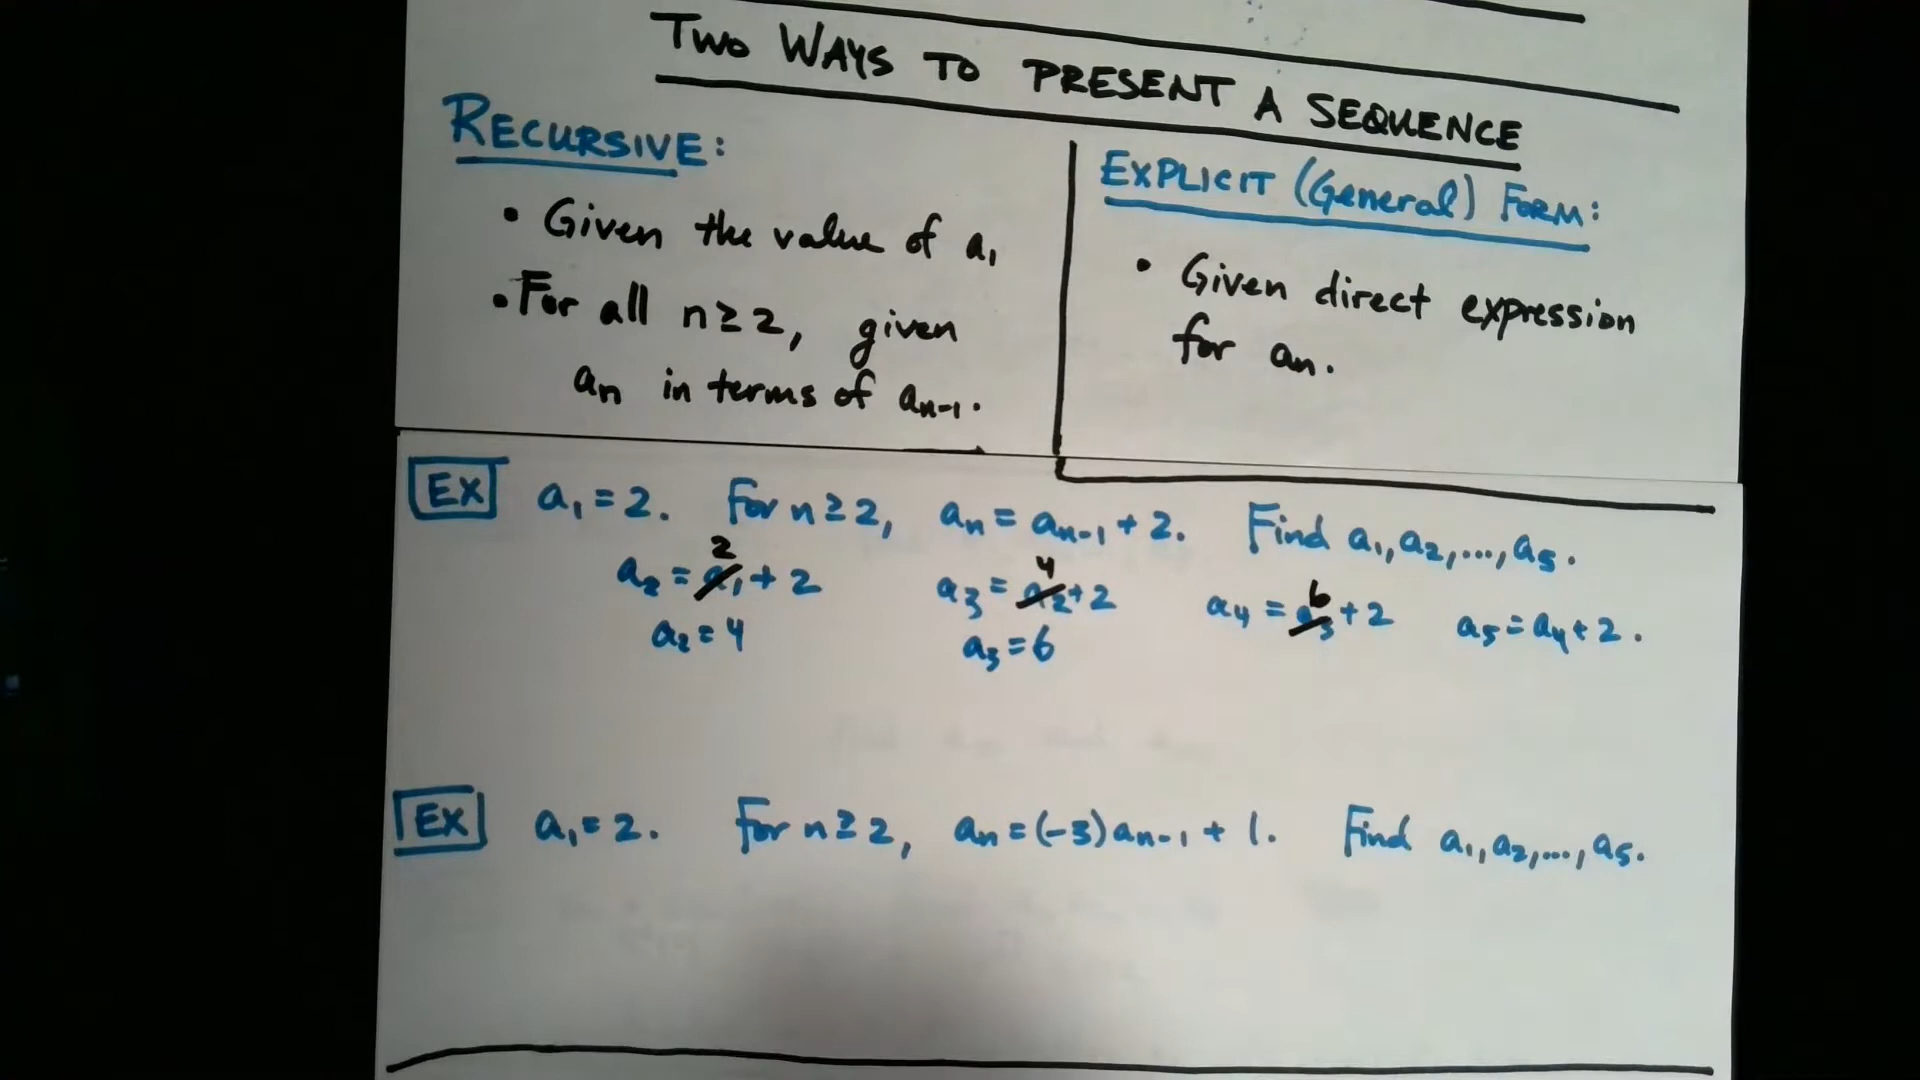 TWO WAYS TO PRESENT A SEQUENCE
RECURSIVE:
• Given the value of a₁
• For all n≥2, given
aₙ in terms of aₙ₋₁.
EXPLICIT (General) FORM:
• Given direct expression
for aₙ.
EX a₁=2. For n≥2, aₙ=aₙ₋₁+2. Find a₁,a₂,...,a₅.
2 4 6
a₂=a₁+2 a₃=a₂+2 a₄=a₃+2 a₅=a₄+2.
a₂=4 a₃=6
EX a₁=2. For n≥2, aₙ=(-3)aₙ₋₁+1. Find a₁,a₂,...,a₅.